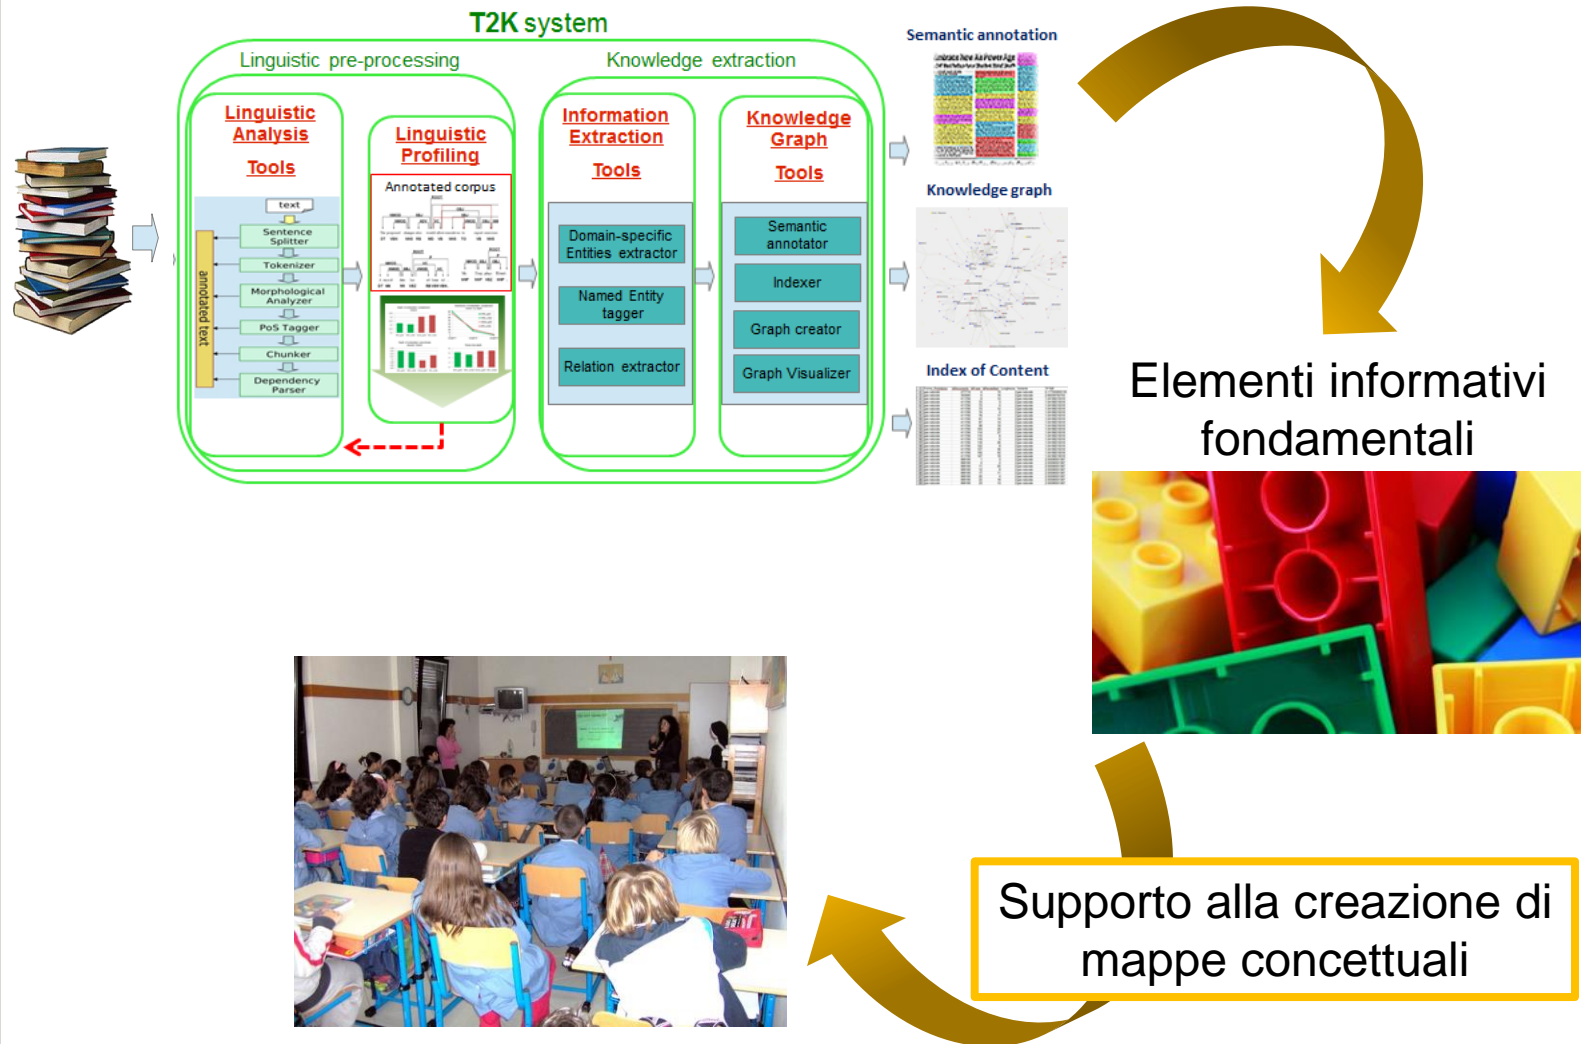 T2K system
Linguistic pre-processing
Knowledge extraction
Linguistic
Analysis
Tools
text
Sentence
Splitter
Tokenizer
Morphological
Analyzer
PoS Tagger
Chunker
Dependency
Parser
annotated text
Linguistic
Profiling
Annotated corpus
Information
Extraction
Tools
Domain-specific
Entities extractor
Named Entity
tagger
Relation extractor
Knowledge
Graph
Tools
Semantic
annotator
Indexer
Graph creator
Graph Visualizer
Semantic annotation
Knowledge graph
Index of Content
Elementi informativi
fondamentali
Supporto alla creazione di
mappe concettuali